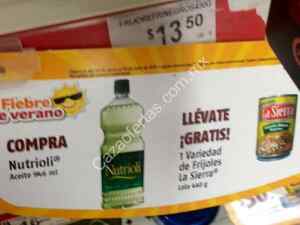 $13.50
Fiebre
de verano
COMPRA
Nutrioli®
Aceite 946 ml
Nutrioli
LLÉVATE
¡GRATIS!
1 Variedad
de Frijoles
La Sierra®
Lata 440 g
La Sierra
cazaofertas.com.mx